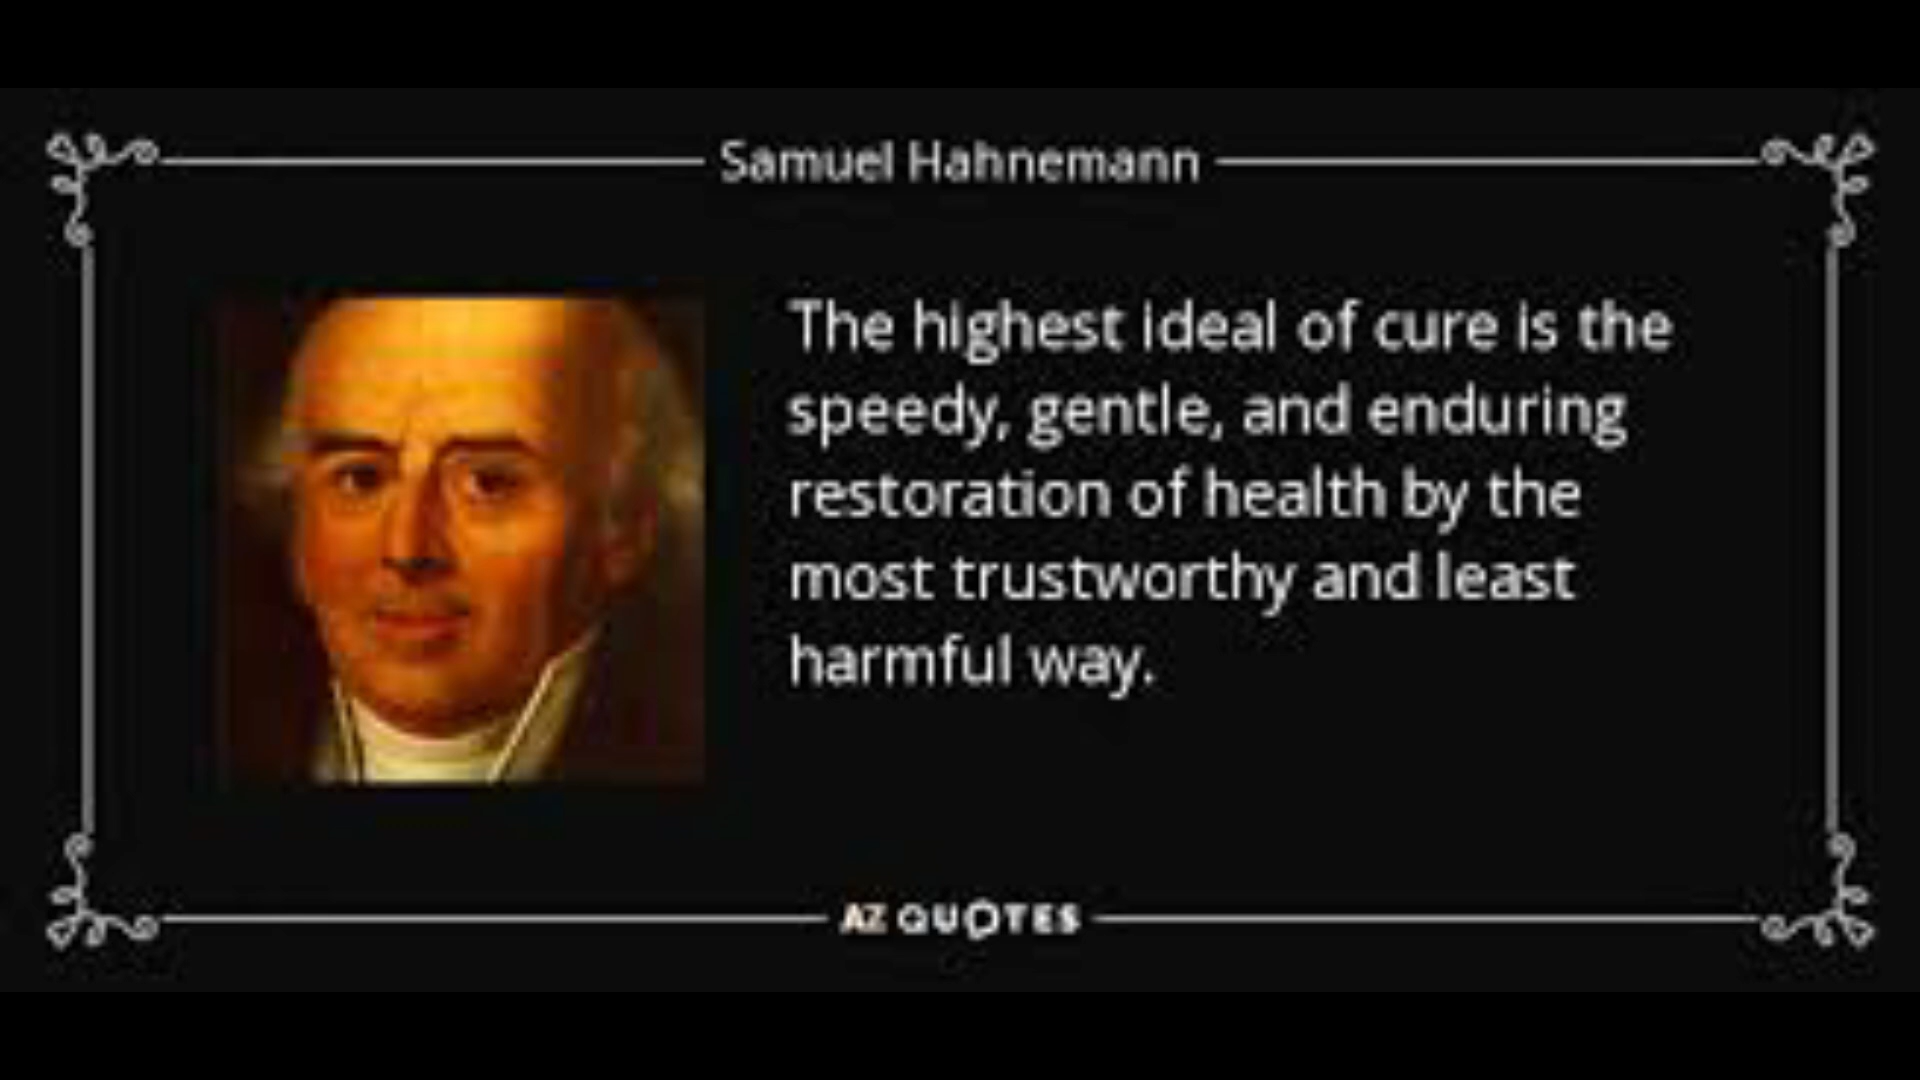 Samuel Hahnemann
The highest ideal of cure is the
speedy, gentle, and enduring
restoration of health by the
most trustworthy and least
harmful way.
AZ QUOTES